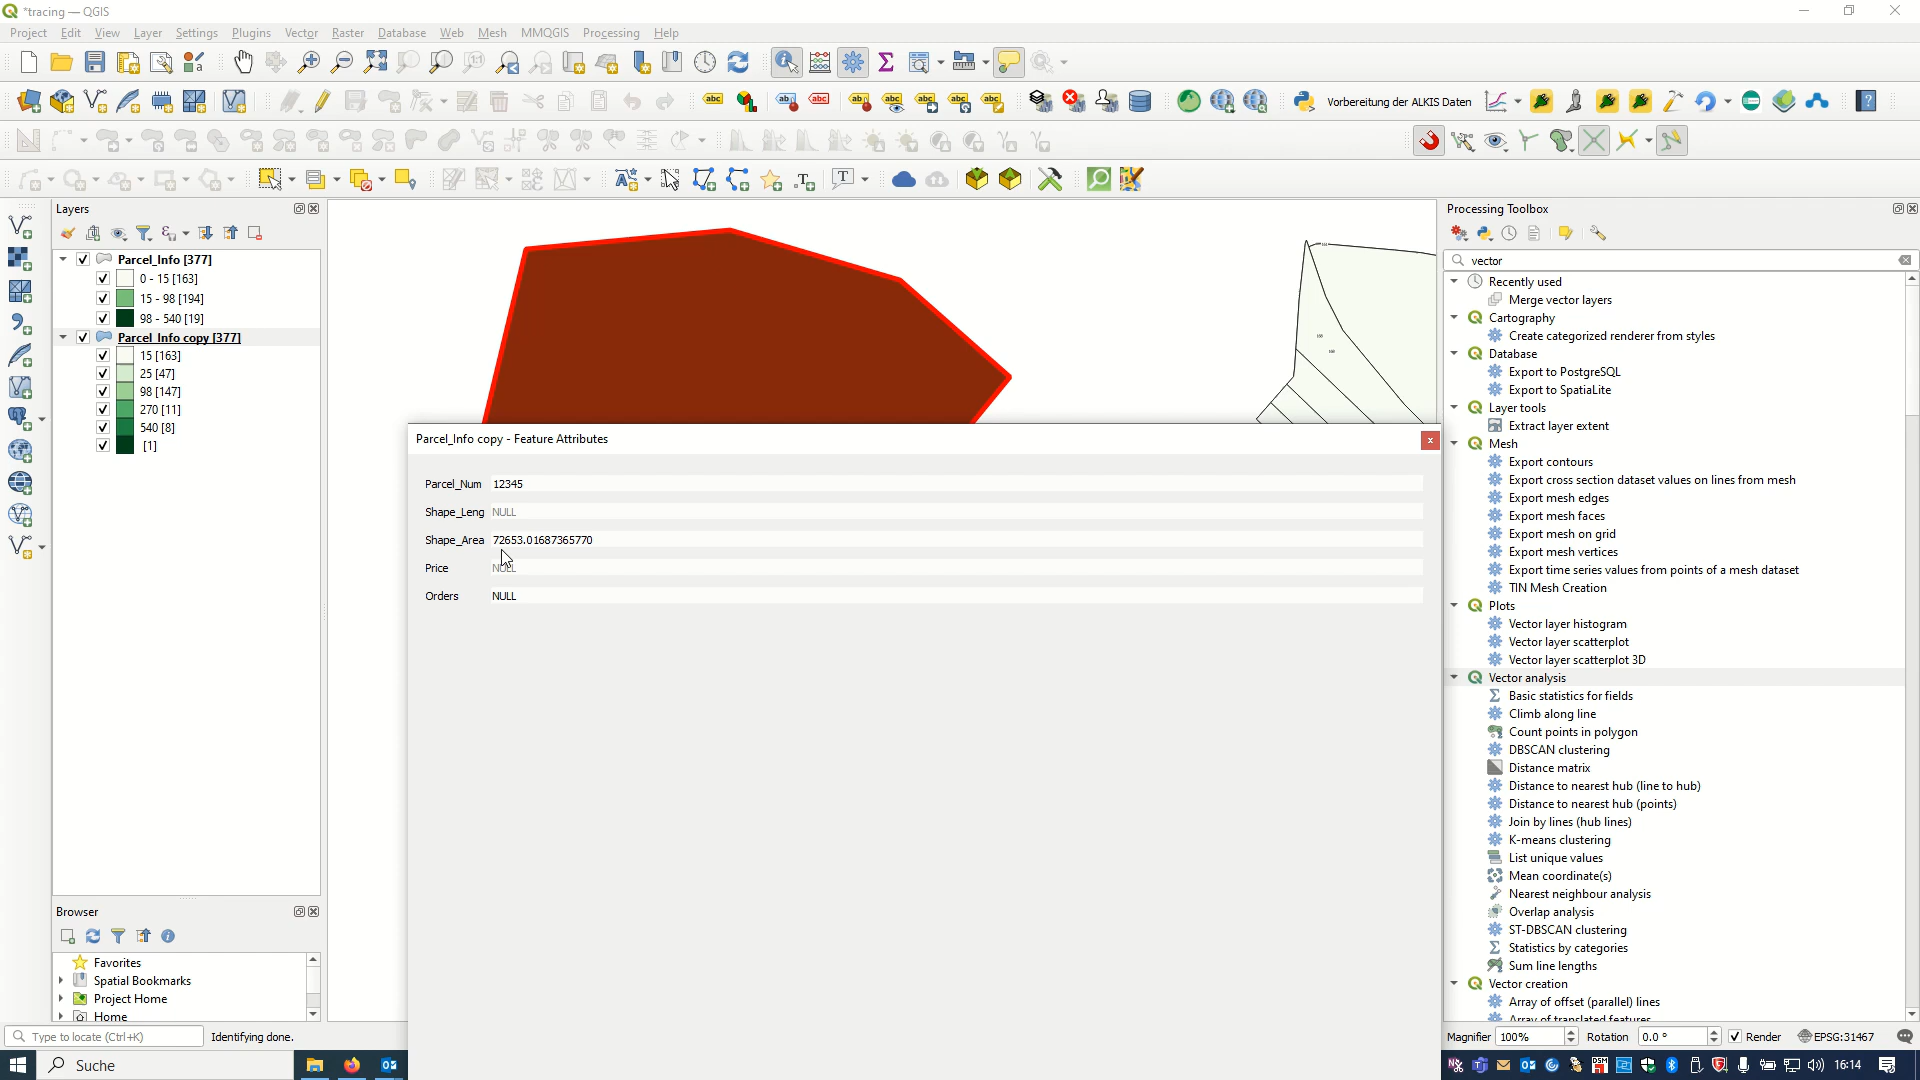 *tracing — QGIS
Project Edit View Layer Settings Plugins Vector Raster Database Web Mesh MMQGIS Processing Help
Vorbereitung der ALKIS Daten
Layers
Parcel_Info [377]
0 - 15 [163]
15 - 98 [194]
98 - 540 [19]
Parcel_Info copy [377]
15 [163]
25 [47]
98 [147]
270 [11]
540 [8]
[1]
Browser
Favorites
Spatial Bookmarks
Project Home
Home
Parcel_Info copy - Feature Attributes
Parcel_Num 12345
Shape_Leng NULL
Shape_Area 72653.01687365770
Price NULL
Orders NULL
Processing Toolbox
vector
Recently used
Merge vector layers
Cartography
Create categorized renderer from styles
Database
Export to PostgreSQL
Export to SpatiaLite
Layer tools
Extract layer extent
Mesh
Export contours
Export cross section dataset values on lines from mesh
Export mesh edges
Export mesh faces
Export mesh on grid
Export mesh vertices
Export time series values from points of a mesh dataset
TIN Mesh Creation
Plots
Vector layer histogram
Vector layer scatterplot
Vector layer scatterplot 3D
Vector analysis
Basic statistics for fields
Climb along line
Count points in polygon
DBSCAN clustering
Distance matrix
Distance to nearest hub (line to hub)
Distance to nearest hub (points)
Join by lines (hub lines)
K-means clustering
List unique values
Mean coordinate(s)
Nearest neighbour analysis
Overlap analysis
ST-DBSCAN clustering
Statistics by categories
Sum line lengths
Vector creation
Array of offset (parallel) lines
Array of translated features
Type to locate (Ctrl+K) Identifying done.
Magnifier 100% Rotation 0.0 ° Render EPSG:31467
Suche
16:14